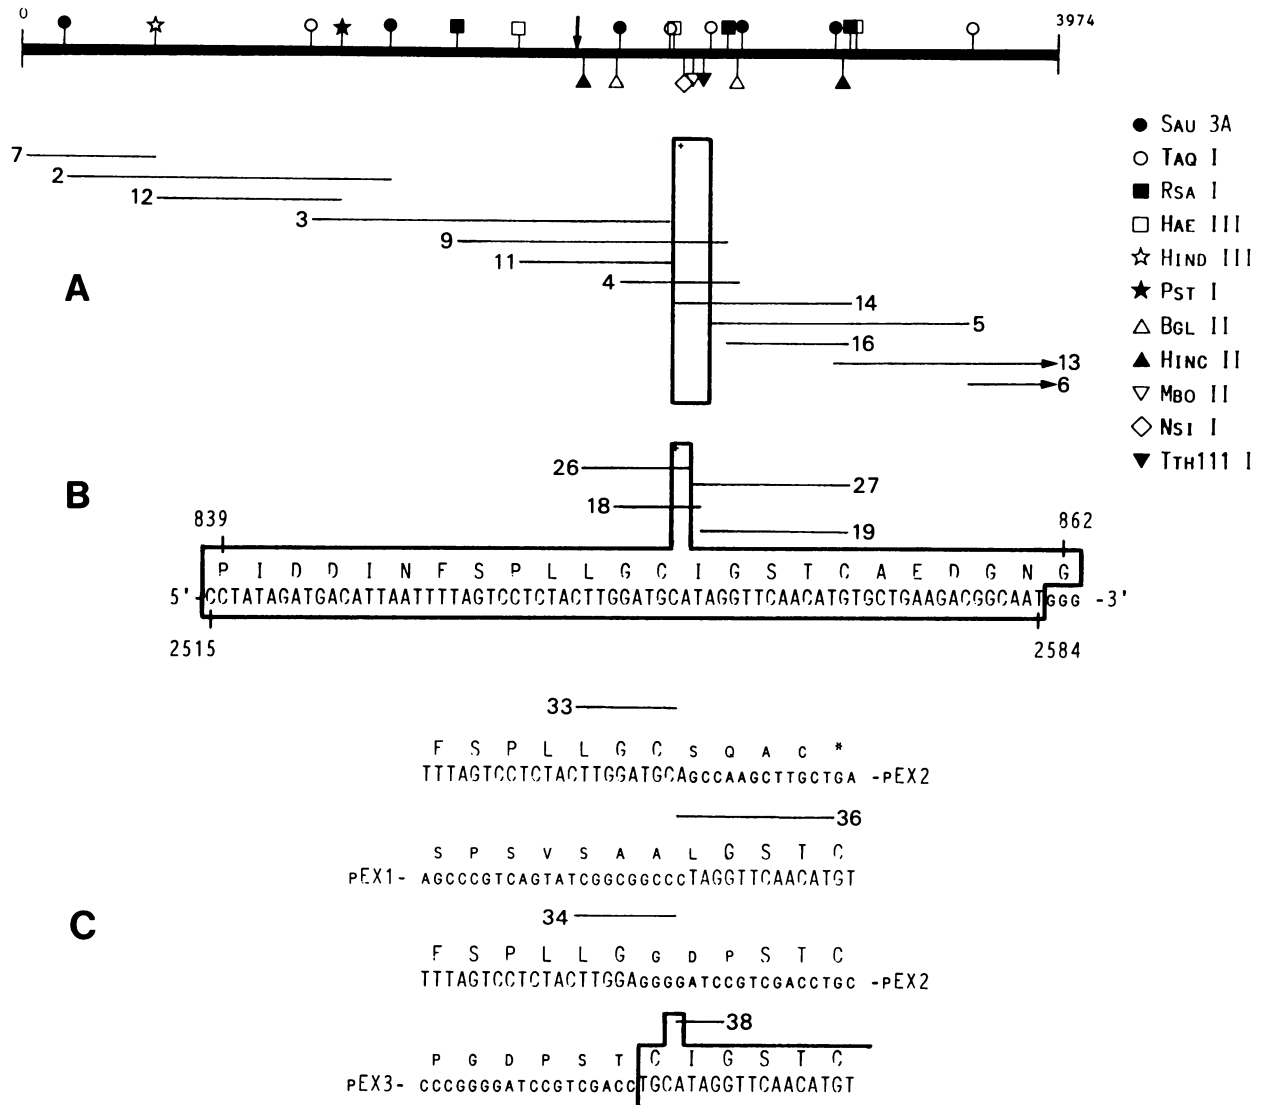 0
3974
SAU 3A
TAQ I
RSA I
HAE III
HIND III
PST I
BGL II
HINC II
MBO II
NSI I
TTH111 I
A
7
2
12
3
9
11
4
14
5
16
13
6
B
26
27
18
19
839
862
P I D D I N F S P L L G C I G S T C A E D G N G
5'-CCTATAGATGACATTAATTTTAGTCCTCTACTTGGATGCATAGGTTCAACATGTGCTGAAGACGGCAATGGG -3'
2515
2584
C
33
F S P L L G C S Q A C *
TTTAGTCCTCTACTTGGATGCAGCCAAGCTTGCTGA -PEX2
36
S P S V S A A L G S T C
PEX1- AGCCCGTCAGTATCGGCGGCCCTAGGTTCAACATGT
34
F S P L L G G D P S T C
TTTAGTCCTCTACTTGGAGGGGATCCGTCGACCTGC -PEX2
38
P G D P S T C I G S T C
PEX3- CCCGGGGATCCGTCGACCTGCATAGGTTCAACATGT